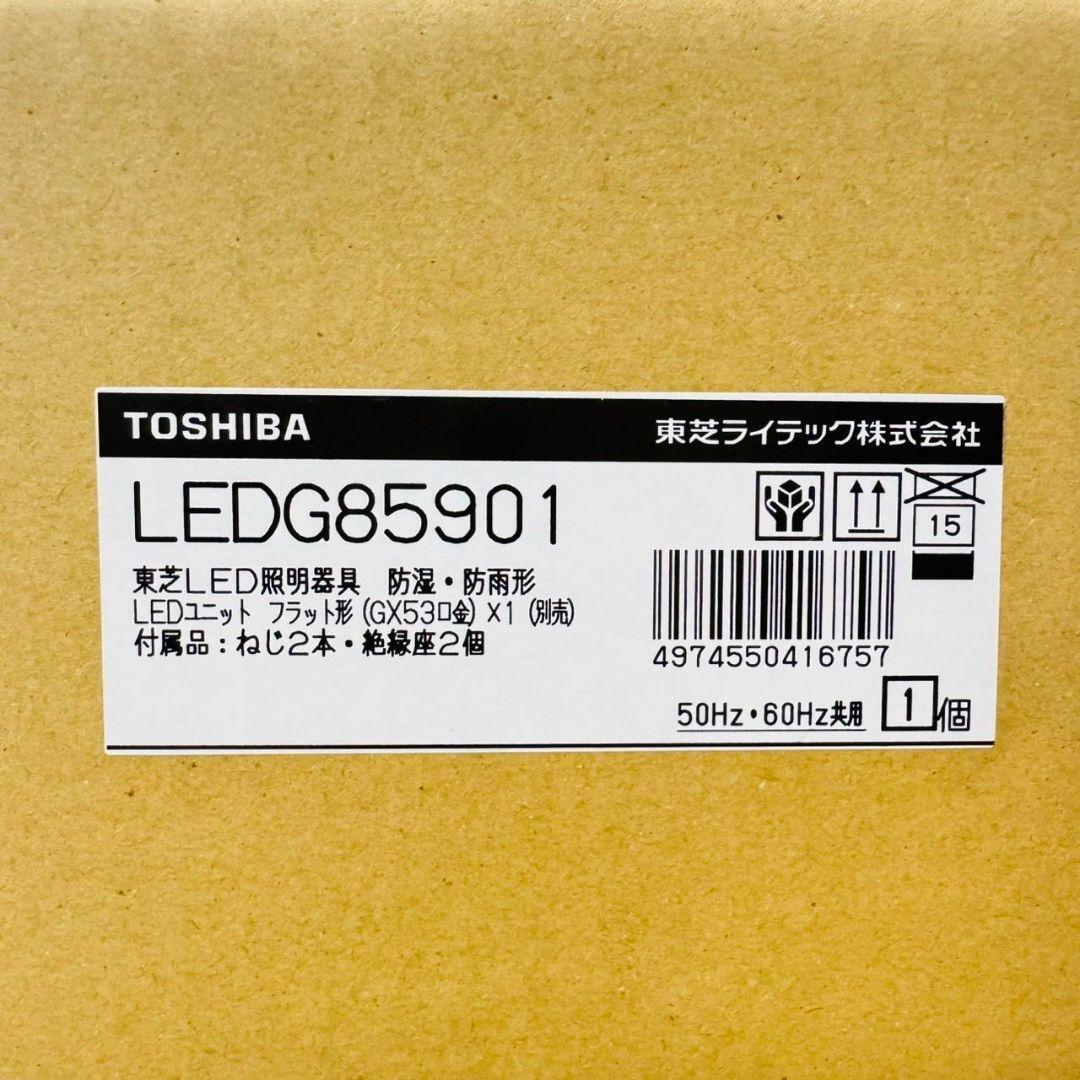 TOSHIBA 東芝ライテック株式会社
LEDG85901
15
東芝LED照明器具 防湿・防雨形
LEDユニット フラット形 (GX53口金) ×1 (別売)
付属品:ねじ2本・絶縁座2個
4974550416757
50Hz・60Hz共用 1個